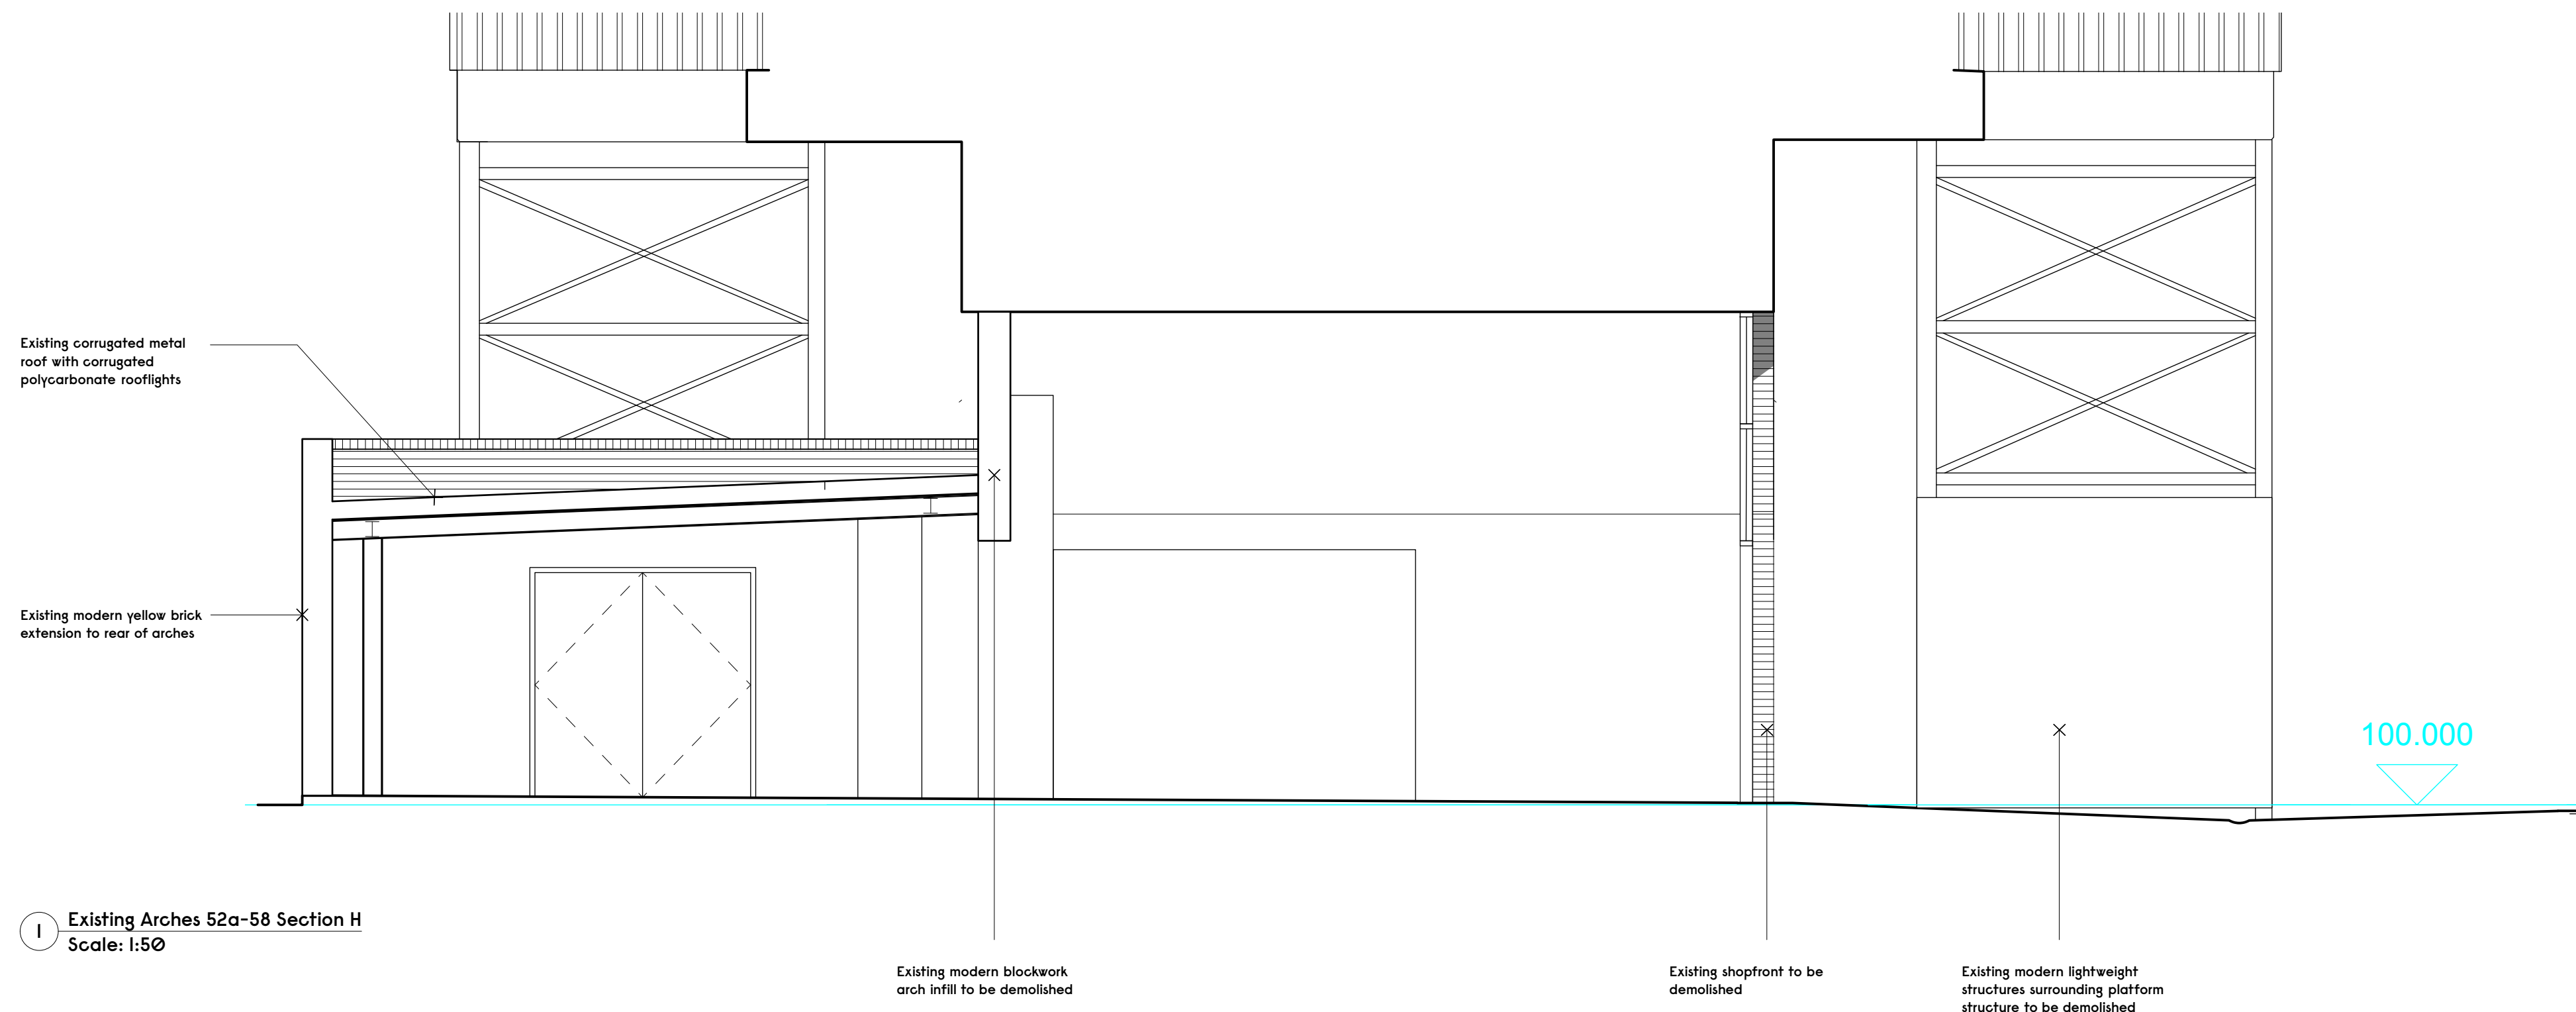 Existing corrugated metal
roof with corrugated
polycarbonate rooflights
Existing modern yellow brick
extension to rear of arches
100.000
1
Existing Arches 52a-58 Section H
Scale: 1:50
Existing modern blockwork
arch infill to be demolished
Existing shopfront to be
demolished
Existing modern lightweight
structures surrounding platform
structure to be demolished